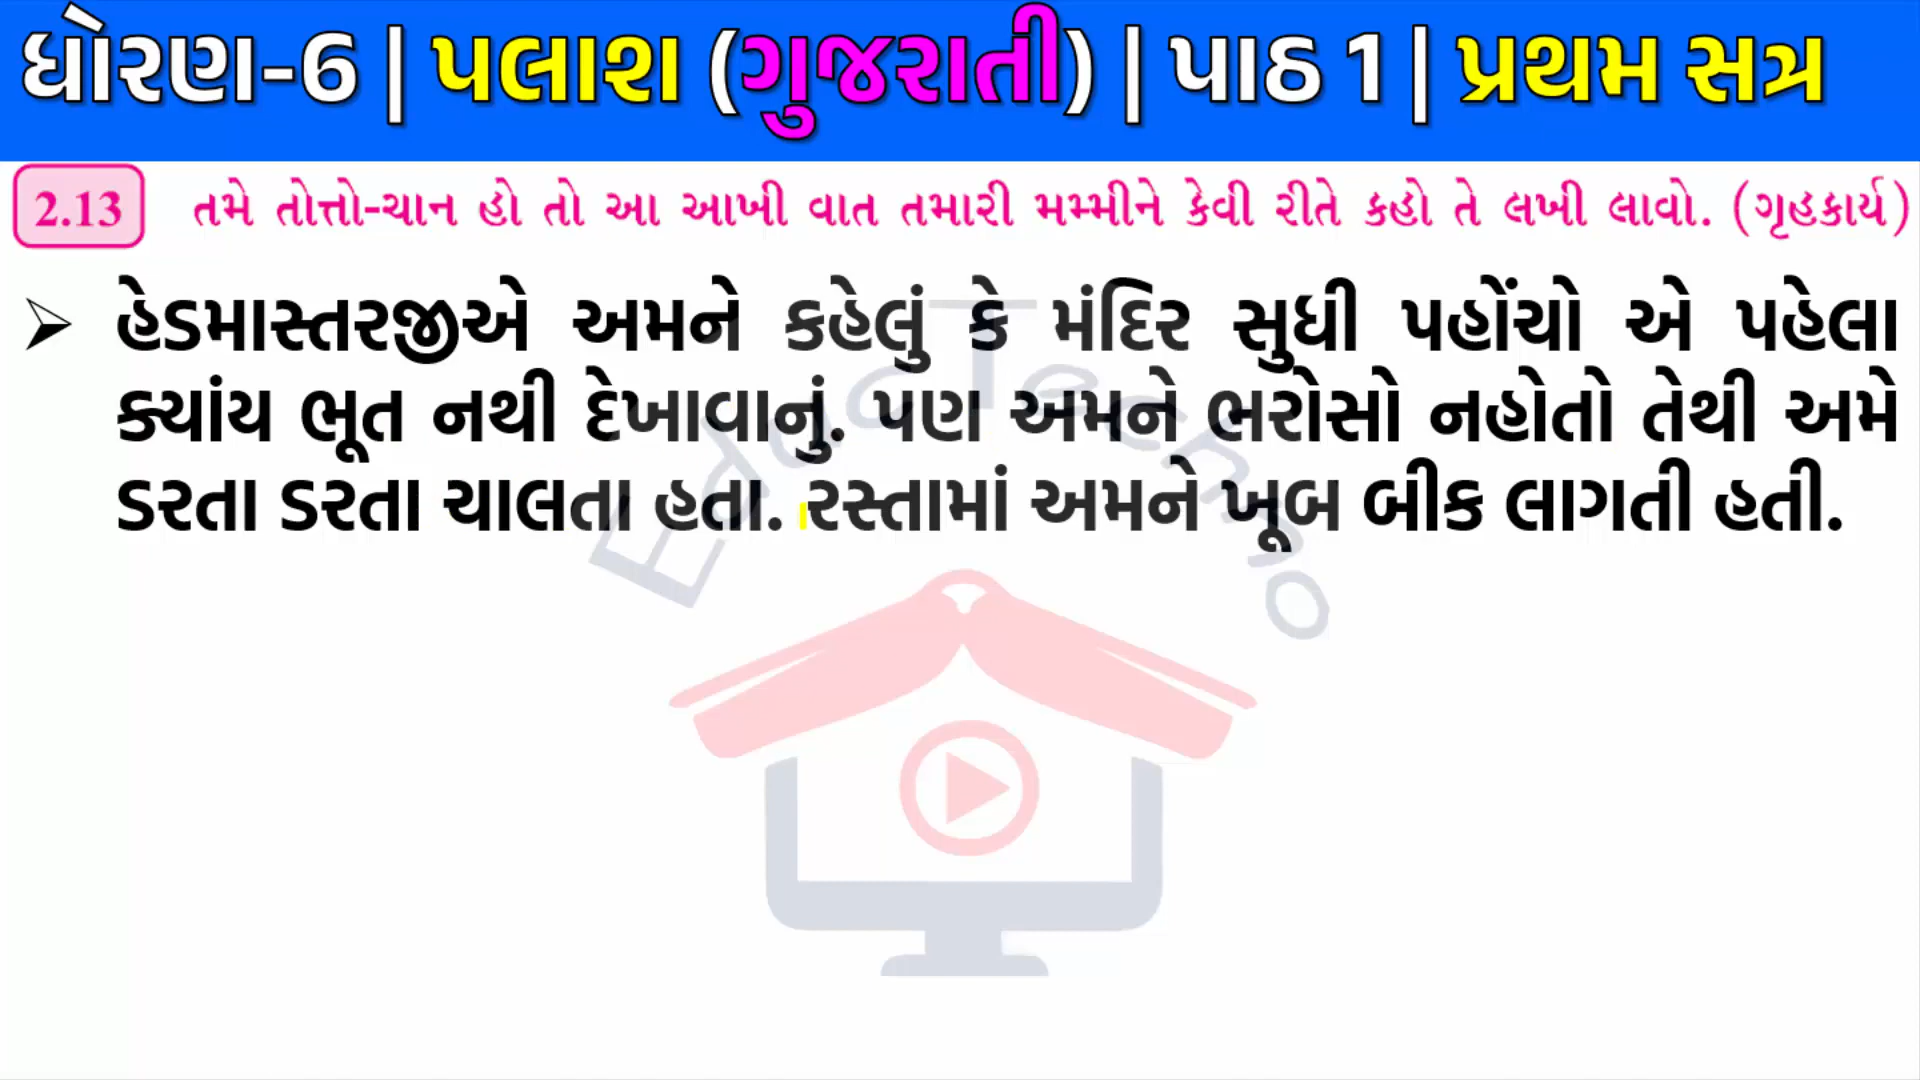 ધોરણ-6 | પલાશ (ગુજરાતી) | પાઠ 1 | પ્રથમ સત્ર
2.13 તમે તોત્તો-ચાન હો તો આ આખી વાત તમારી મમ્મીને કેવી રીતે કહો તે લખી લાવો. (ગૃહકાર્ય)
➢ હેડમાસ્તરજીએ અમને કહેલું કે મંદિર સુધી પહોંચો એ પહેલા
ક્યાંય ભૂત નથી દેખાવાનું. પણ અમને ભરોસો નહોતો તેથી અમે
ડરતા ડરતા ચાલતા હતા. રસ્તામાં અમને ખૂબ બીક લાગતી હતી.
EducTechno